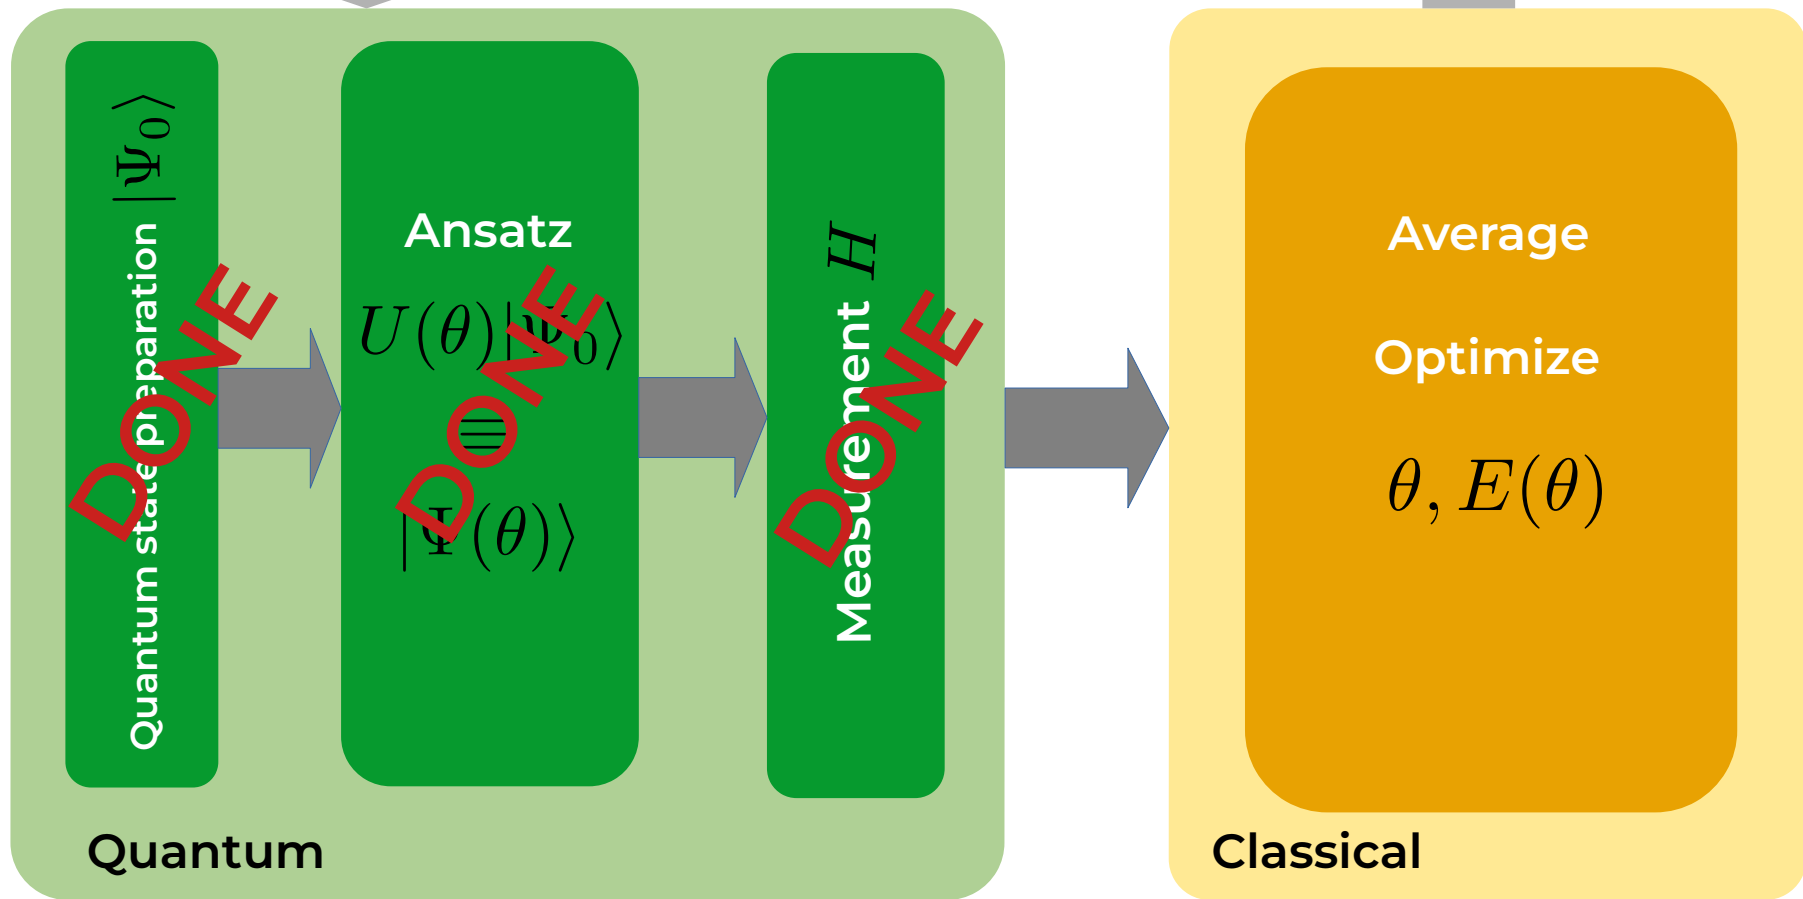 Quantum state preparation |Ψ₀⟩
DONE
Ansatz
U(θ)|Ψ₀⟩
≡
|Ψ(θ)⟩
DONE
Measurement H
DONE
Quantum
Average
Optimize
θ, E(θ)
Classical